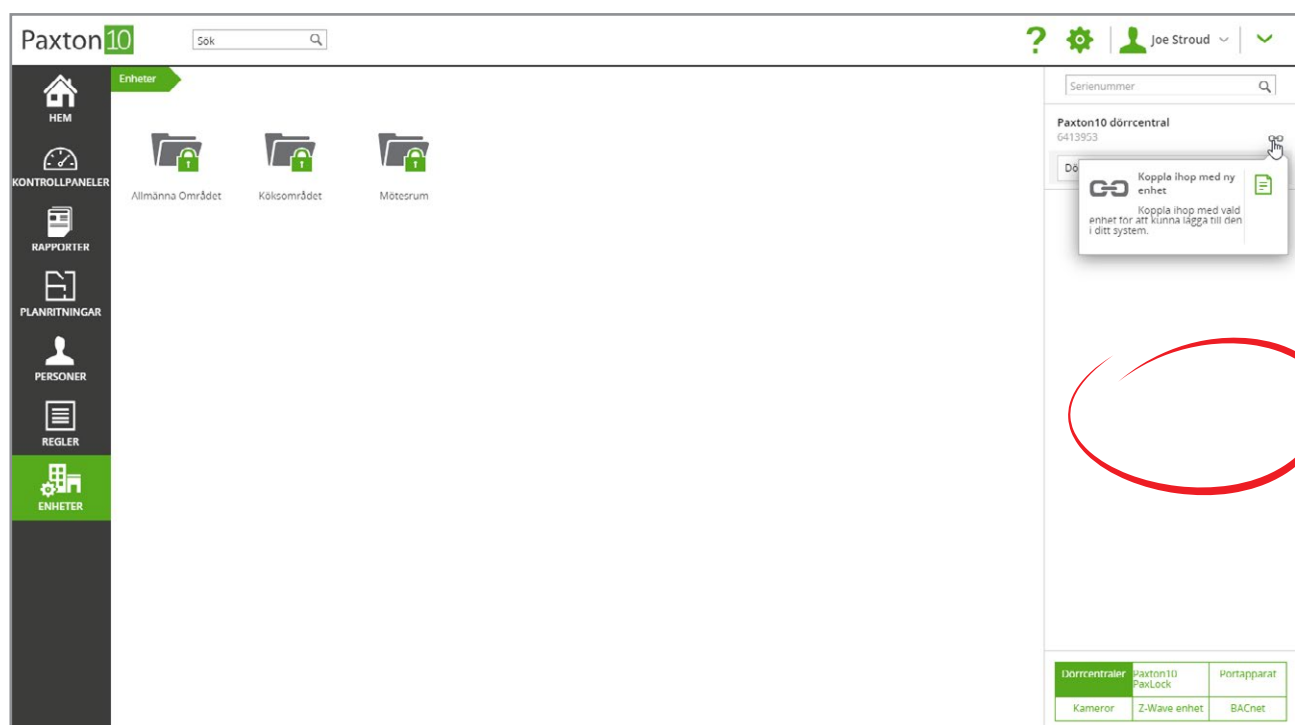 Paxton10
Sök
Joe Stroud
HEM
KONTROLLPANELER
RAPPORTER
PLANRITNINGAR
PERSONER
REGLER
ENHETER
Enheter
Allmänna Området
Köksområdet
Mötesrum
Serienummer
Paxton10 dörrcentral
6413953
Dö
Koppla ihop med ny
enhet
Koppla ihop med vald
enhet för att kunna lägga till den
i ditt system.
Dörrcentraler
Paxton10
PaxLock
Portapparat
Kameror
Z-Wave enhet
BACnet